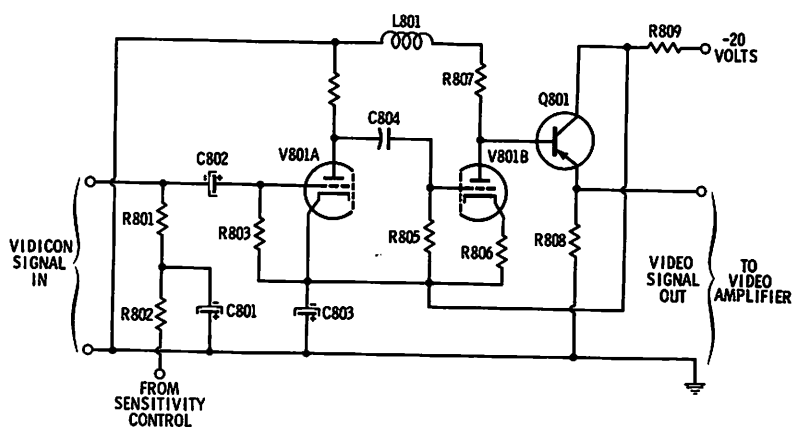 L801
R809
-20
VOLTS
R807
Q801
C804
C802
V801A
V801B
R801
R803
R805
R806
R808
VIDICON
SIGNAL
IN
VIDEO
SIGNAL
OUT
TO
VIDEO
AMPLIFIER
R802
C801
C803
FROM
SENSITIVITY
CONTROL